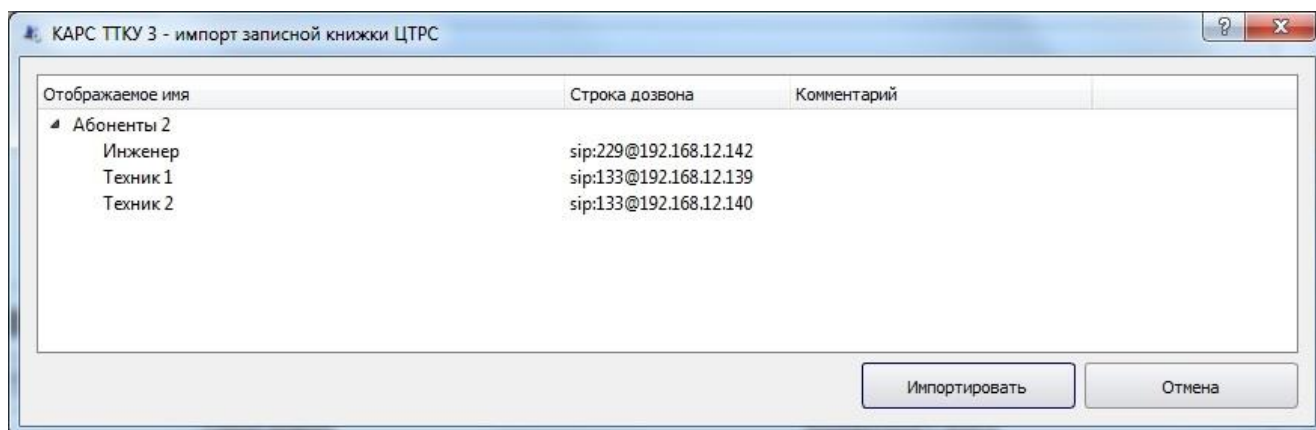 КАРС ТТКУ 3 - импорт записной книжки ЦТРС
Отображаемое имя Строка дозвона Комментарий
Абоненты 2
Инженер sip:229@192.168.12.142
Техник 1 sip:133@192.168.12.139
Техник 2 sip:133@192.168.12.140
Импортировать Отмена